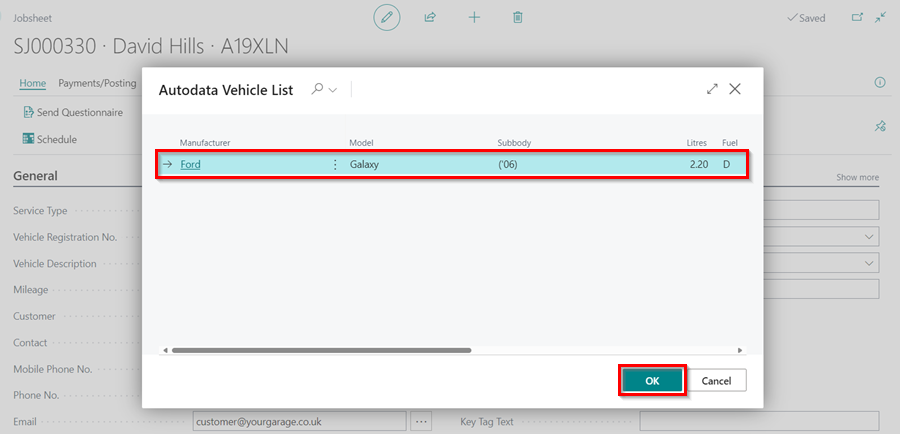 Jobsheet
Saved
SJ000330 · David Hills · A19XLN
Home Payments/Posting
Send Questionnaire
Schedule
General
Show more
Service Type
Vehicle Registration No.
Vehicle Description
Mileage
Customer
Contact
Mobile Phone No.
Phone No.
Email customer@yourgarage.co.uk ... Key Tag Text
Autodata Vehicle List
Manufacturer Model Subbody Litres Fuel
Ford Galaxy ('06) 2.20 D
OK Cancel